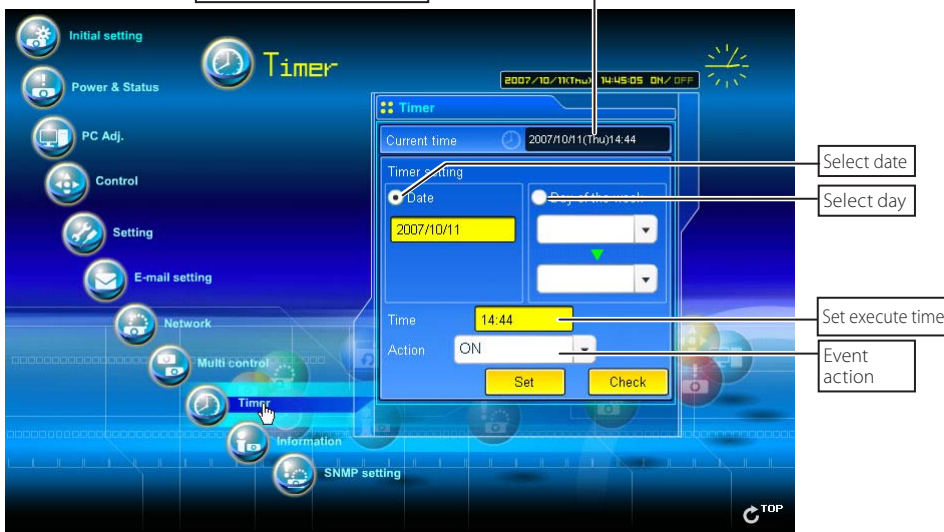 Initial setting
Timer
Power & Status
2007/10/11(Thu) 14:45:05 ON/OFF
PC Adj.
Timer
Current time
2007/10/11(Thu)14:44
Control
Timer setting
Select date
Date
Day of the week
Select day
Setting
2007/10/11
E-mail setting
Network
Time
14:44
Set execute time
Multi control
Action
ON
Event
action
Set
Check
Timer
Information
SNMP setting
TOP